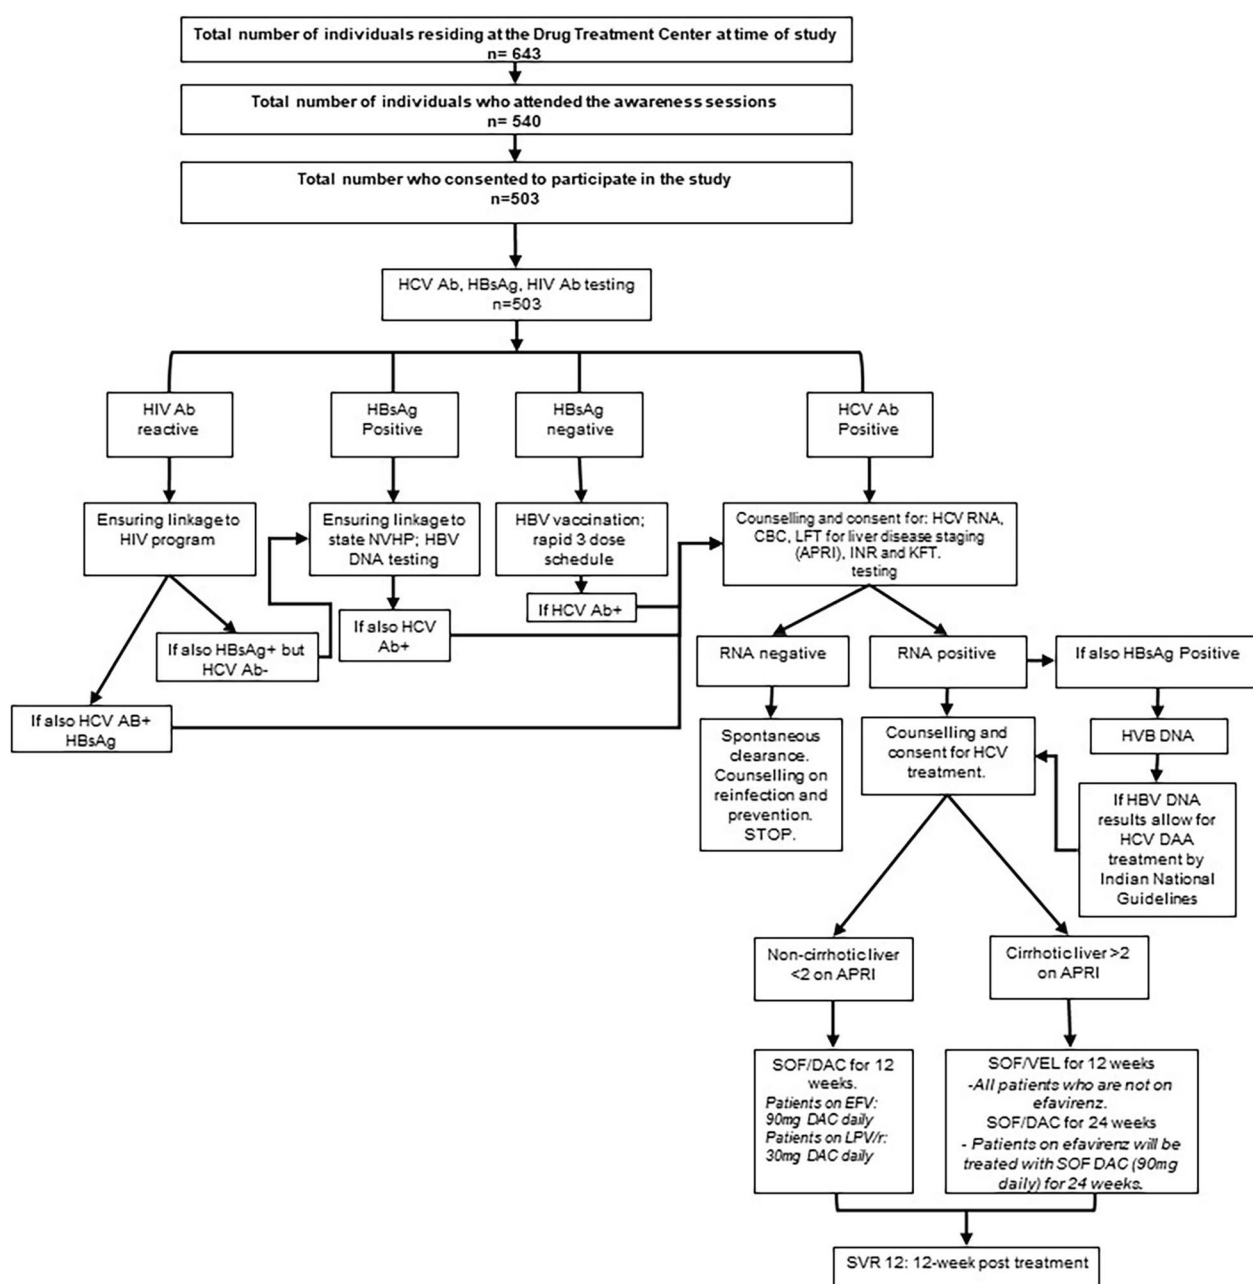 Total number of individuals residing at the Drug Treatment Center at time of study
n= 643
Total number of individuals who attended the awareness sessions
n= 540
Total number who consented to participate in the study
n=503
HCV Ab, HBsAg, HIV Ab testing
n=503
HIV Ab
reactive
HBsAg
Positive
HBsAg
negative
HCV Ab
Positive
Ensuring linkage to
HIV program
Ensuring linkage to
state NVHP; HBV
DNA testing
HBV vaccination;
rapid 3 dose
schedule
Counselling and consent for: HCV RNA,
CBC, LFT for liver disease staging
(APRI), INR and KFT.
testing
If HCV Ab+
If also HCV
Ab+
If also HBsAg+ but
HCV Ab-
If also HCV AB+
HBsAg
RNA negative
RNA positive
If also HBsAg Positive
Spontaneous
clearance.
Counselling on
reinfection and
prevention.
STOP.
Counselling and
consent for HCV
treatment.
HVB DNA
If HBV DNA
results allow for
HCV DAA
treatment by
Indian National
Guidelines
Non-cirrhotic liver
<2 on APRI
Cirrhotic liver >2
on APRI
SOF/DAC for 12
weeks.
Patients on EFV:
90mg DAC daily
Patients on LPV/r:
30mg DAC daily
SOF/VEL for 12 weeks
-All patients who are not on
efavirenz.
SOF/DAC for 24 weeks
- Patients on efavirenz will be
treated with SOF DAC (90mg
daily) for 24 weeks.
SVR 12: 12-week post treatment